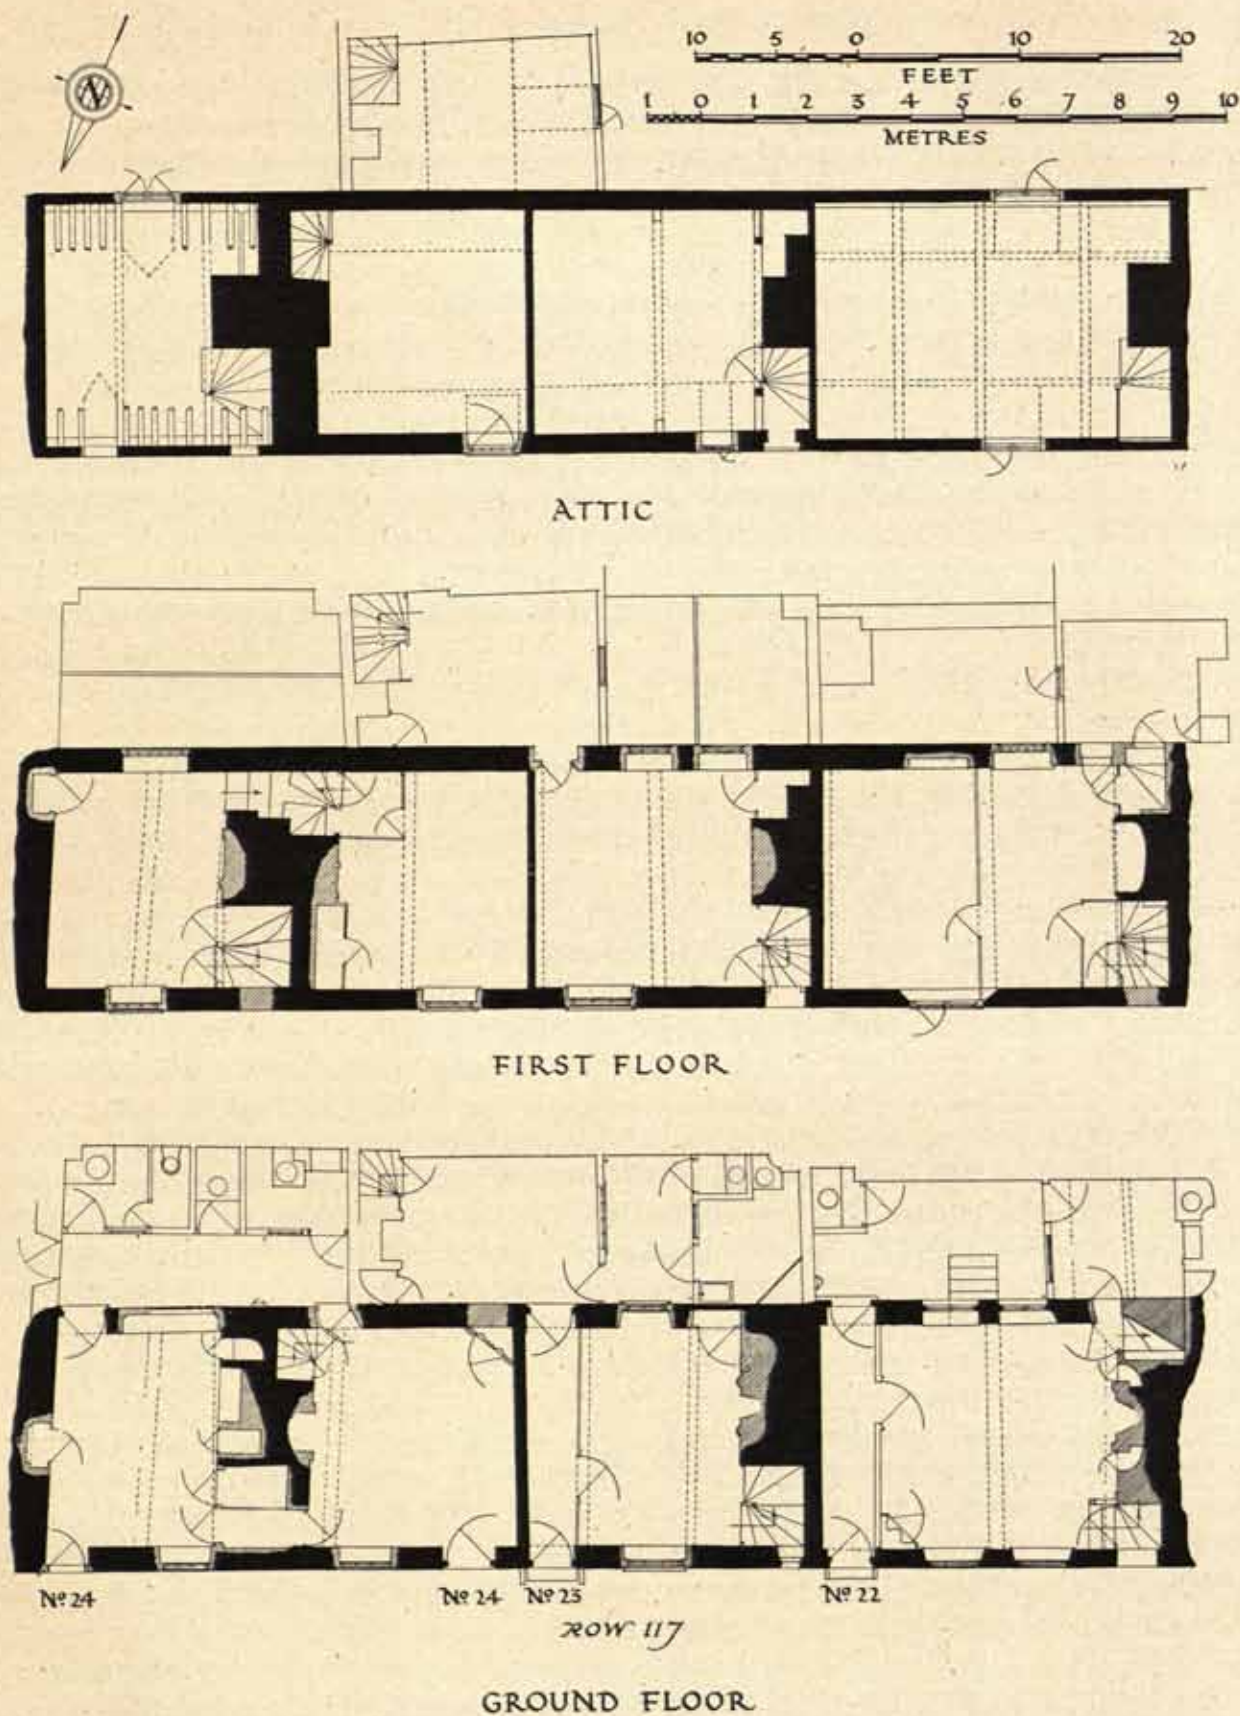 N
10 5 0 10 20
FEET
1 0 1 2 3 4 5 6 7 8 9 10
METRES
ATTIC
FIRST FLOOR
Nº 24 Nº 24 Nº 23 Nº 22
ROW 117
GROUND FLOOR